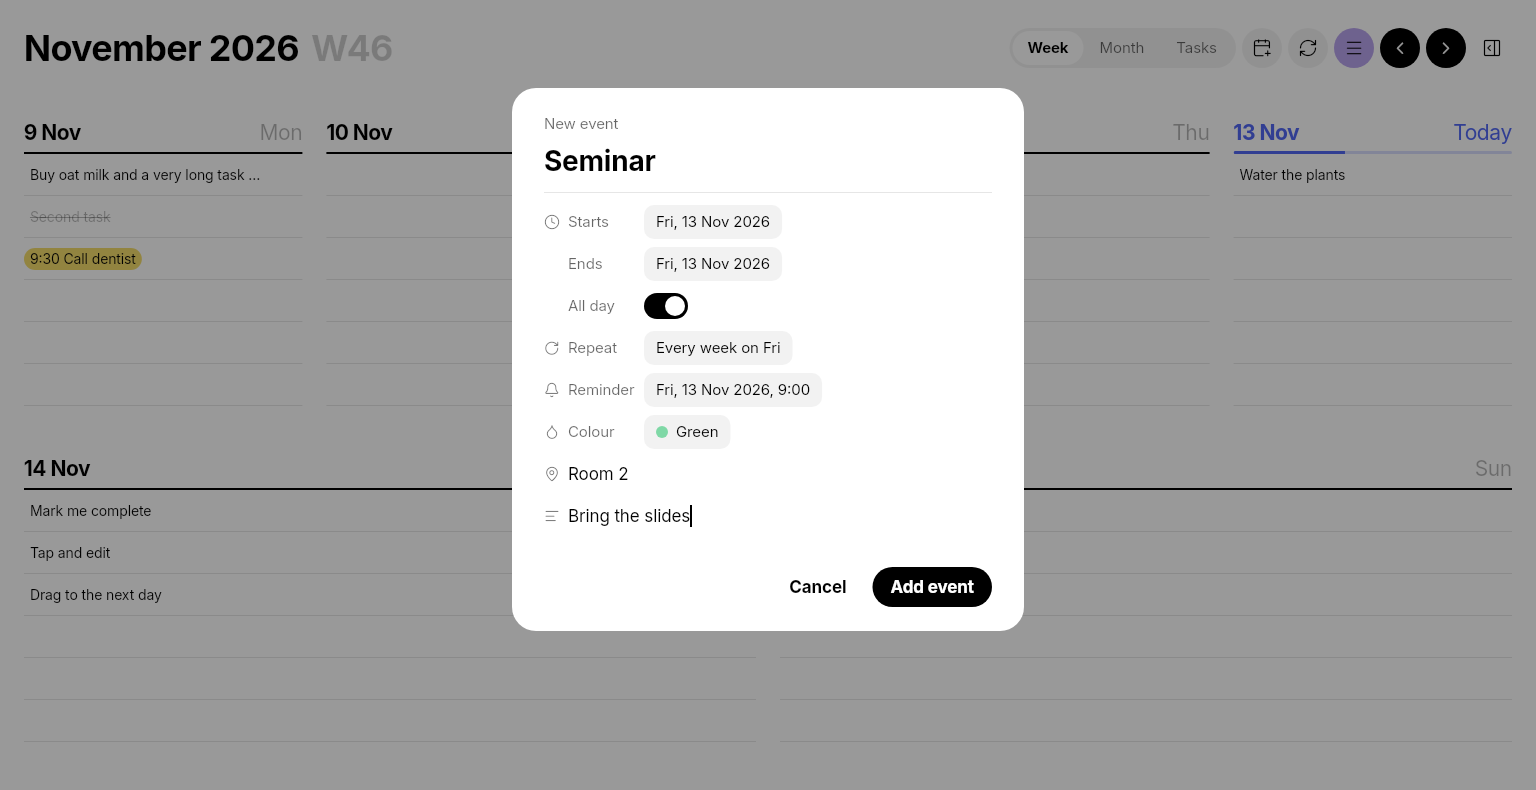 November 2026 W46
Week Month Tasks
9 Nov Mon
10 Nov
Thu
13 Nov Today
Buy oat milk and a very long task ...
Second task
9:30 Call dentist
Water the plants
New event
Seminar
Starts Fri, 13 Nov 2026
Ends Fri, 13 Nov 2026
All day
Repeat Every week on Fri
Reminder Fri, 13 Nov 2026, 9:00
Colour Green
Room 2
Bring the slides
Cancel Add event
14 Nov
Sun
Mark me complete
Tap and edit
Drag to the next day